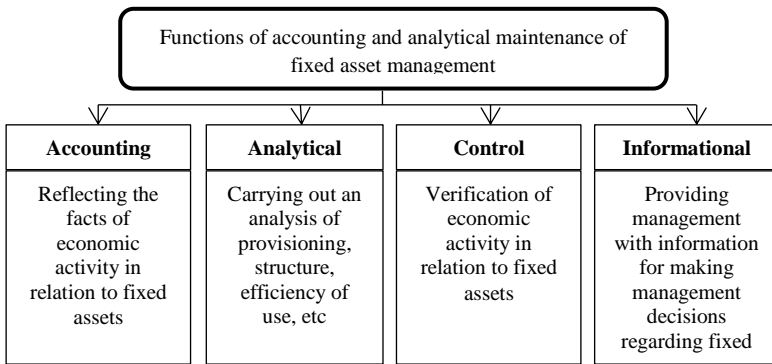 Functions of accounting and analytical maintenance of
fixed asset management
Accounting
Analytical
Control
Informational
Reflecting the
facts of
economic
activity in
relation to fixed
assets
Carrying out an
analysis of
provisioning,
structure,
efficiency of
use, etc
Verification of
economic
activity in
relation to fixed
assets
Providing
management
with information
for making
management
decisions
regarding fixed